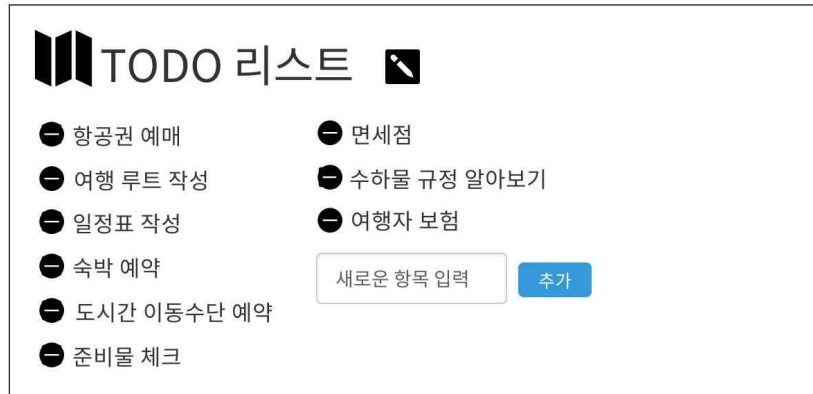 TODO 리스트
항공권 예매
여행 루트 작성
일정표 작성
숙박 예약
도시간 이동수단 예약
준비물 체크
면세점
수하물 규정 알아보기
여행자 보험
새로운 항목 입력
추가